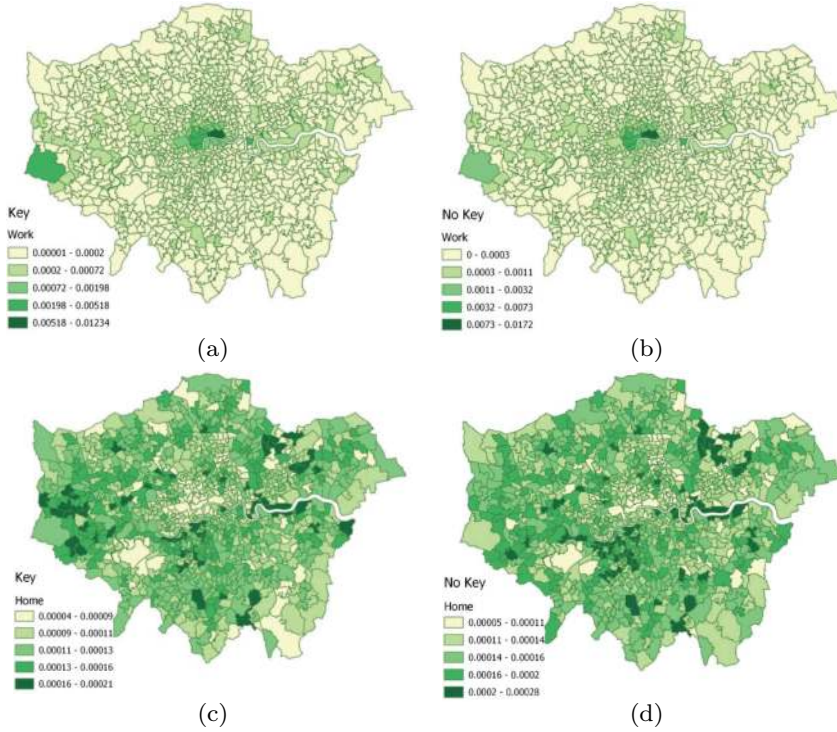 Key
Work
0.00001 - 0.0002
0.0002 - 0.00072
0.00072 - 0.00198
0.00198 - 0.00518
0.00518 - 0.01234
(a)
No Key
Work
0 - 0.0003
0.0003 - 0.0011
0.0011 - 0.0032
0.0032 - 0.0073
0.0073 - 0.0172
(b)
Key
Home
0.00004 - 0.00009
0.00009 - 0.00011
0.00011 - 0.00013
0.00013 - 0.00016
0.00016 - 0.00021
(c)
No Key
Home
0.00005 - 0.00011
0.00011 - 0.00014
0.00014 - 0.00016
0.00016 - 0.0002
0.0002 - 0.00028
(d)